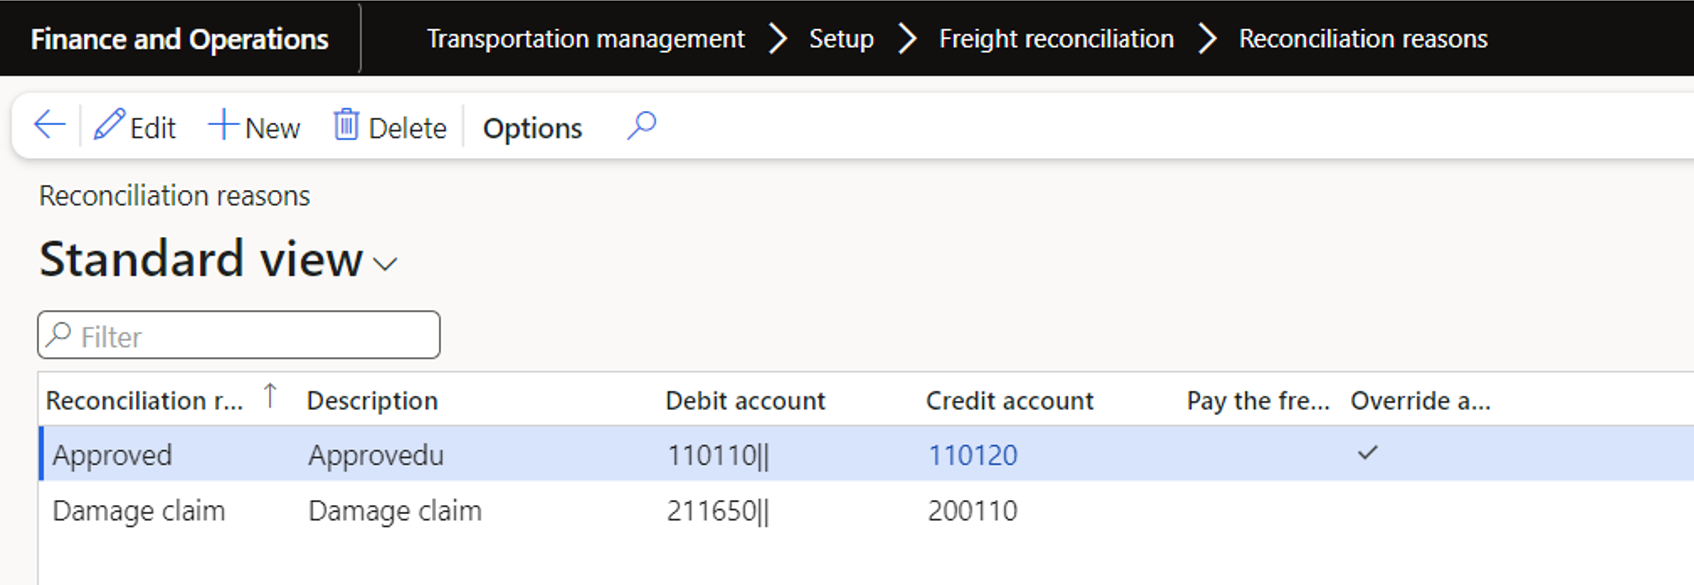 Finance and Operations Transportation management Setup Freight reconciliation Reconciliation reasons
Edit New Delete Options
Reconciliation reasons
Standard view
Filter
Reconciliation r... Description Debit account Credit account Pay the fre... Override a...
Approved Approvedu 110110|| 110120
Damage claim Damage claim 211650|| 200110